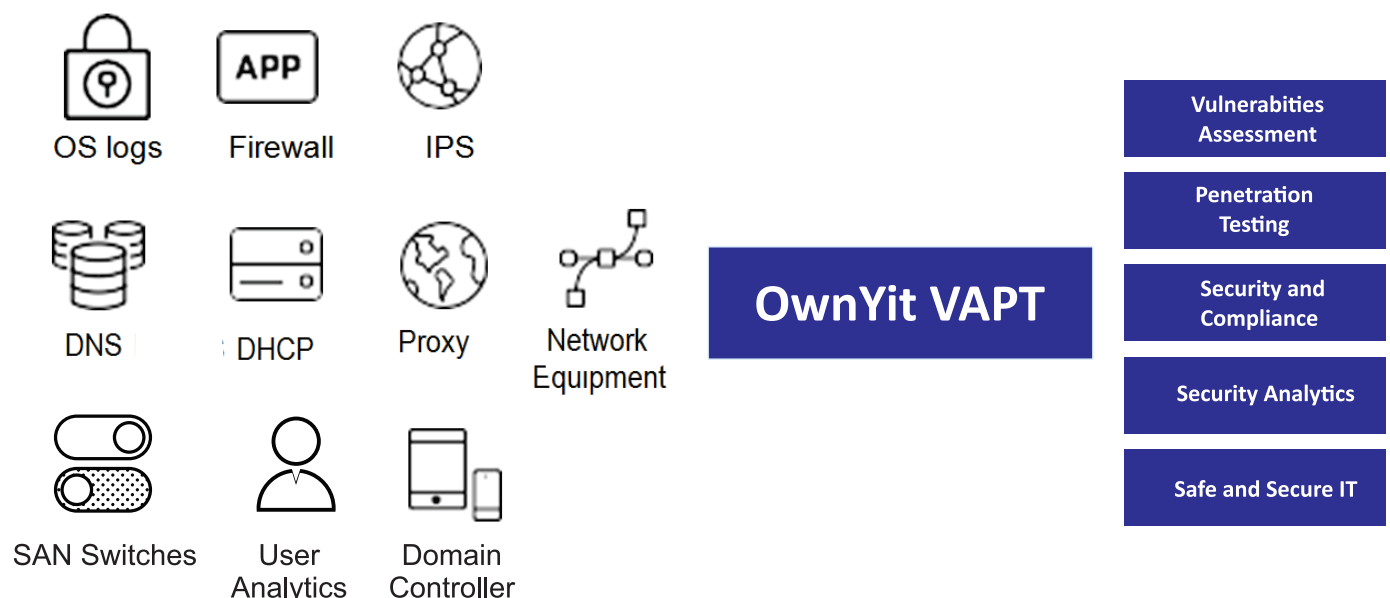 APP
OS logs
Firewall
IPS
DNS
DHCP
Proxy
Network
Equipment
SAN Switches
User
Analytics
Domain
Controller
OwnYit VAPT
Vulnerabities
Assessment
Penetration
Testing
Security and
Compliance
Security Analytics
Safe and Secure IT